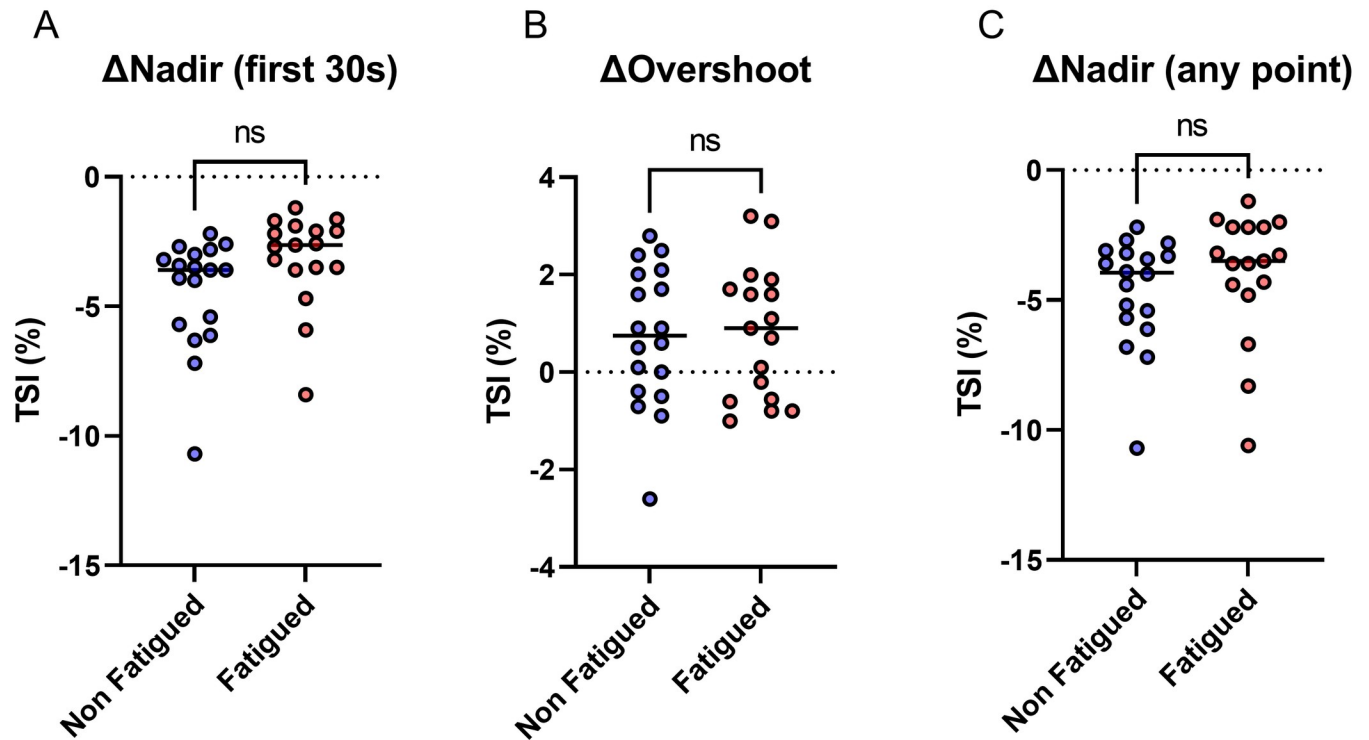 A
ΔNadir (first 30s)
ns
0
-5
-10
-15
TSI (%)
Non Fatigued
Fatigued
B
ΔOvershoot
ns
4
2
0
-2
-4
TSI (%)
Non Fatigued
Fatigued
C
ΔNadir (any point)
ns
0
-5
-10
-15
TSI (%)
Non Fatigued
Fatigued